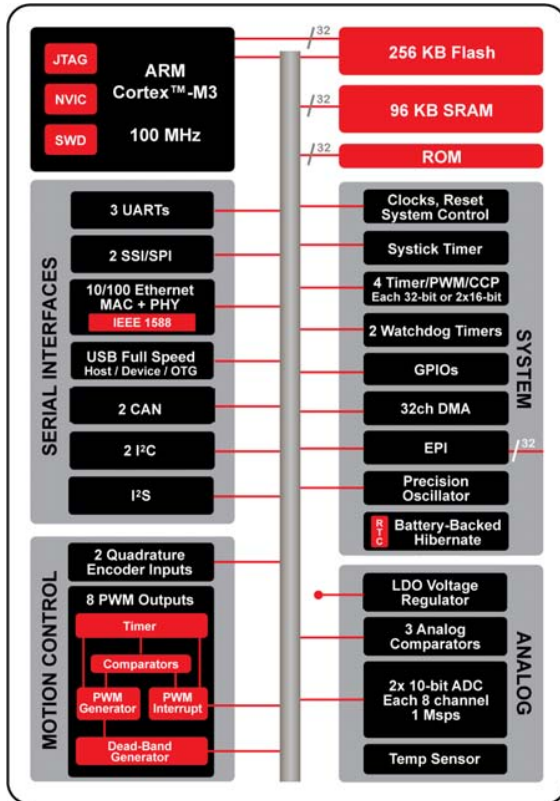 JTAG
NVIC
SWD
ARM
Cortex™-M3
100 MHz
32
256 KB Flash
32
96 KB SRAM
32
ROM
SERIAL INTERFACES
3 UARTs
2 SSI/SPI
10/100 Ethernet
MAC + PHY
IEEE 1588
USB Full Speed
Host / Device / OTG
2 CAN
2 I²C
I²S
SYSTEM
Clocks, Reset
System Control
Systick Timer
4 Timer/PWM/CCP
Each 32-bit or 2x16-bit
2 Watchdog Timers
GPIOs
32ch DMA
EPI
32
Precision
Oscillator
RTC
Battery-Backed
Hibernate
MOTION CONTROL
2 Quadrature
Encoder Inputs
8 PWM Outputs
Timer
Comparators
PWM
Generator
PWM
Interrupt
Dead-Band
Generator
ANALOG
LDO Voltage
Regulator
3 Analog
Comparators
2x 10-bit ADC
Each 8 channel
1 Msps
Temp Sensor